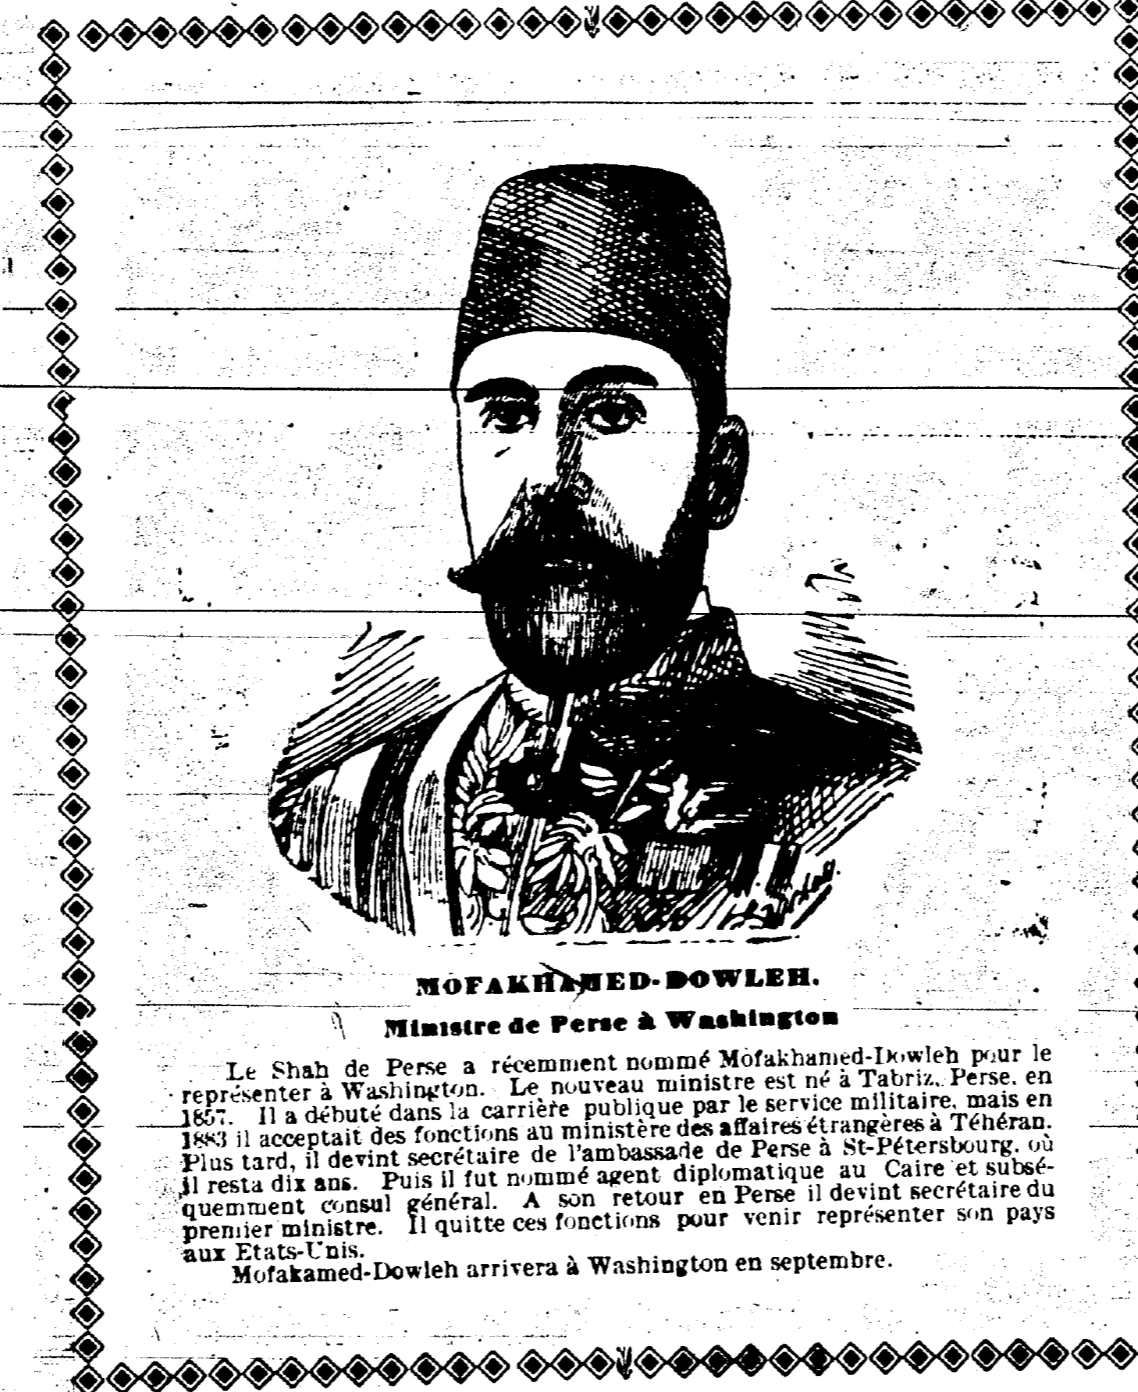 MOFAKHAMED-DOWLEH.
Ministre de Perse à Washington
Le Shah de Perse a récemment nommé Mofakhamed-Dowleh pour le
représenter à Washington. Le nouveau ministre est né à Tabriz, Perse, en
1857. Il a débuté dans la carrière publique par le service militaire, mais en
1883 il acceptait des fonctions au ministère des affaires étrangères à Téhéran.
Plus tard, il devint secrétaire de l'ambassade de Perse à St-Pétersbourg, où
il resta dix ans. Puis il fut nommé agent diplomatique au Caire et subsé-
quemment consul général. A son retour en Perse il devint secrétaire du
premier ministre. Il quitte ces fonctions pour venir représenter son pays
aux Etats-Unis.
Mofakamed-Dowleh arrivera à Washington en septembre.